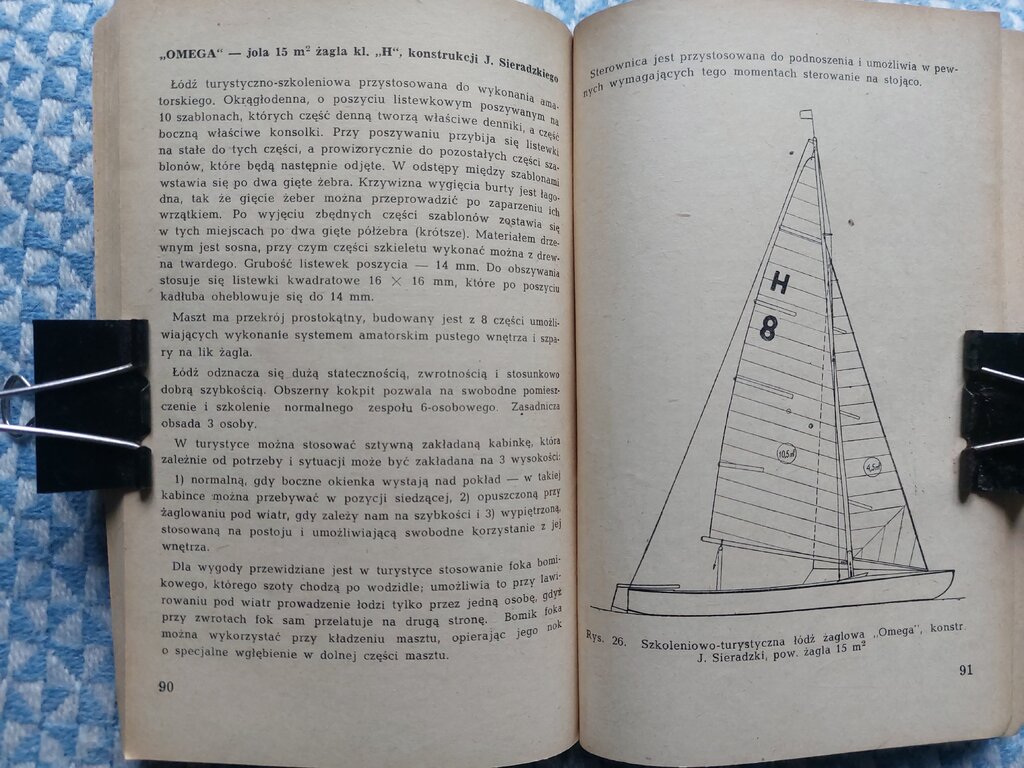 „OMEGA" — jola 15 m² żagla kl. „H", konstrukcji J. Sieradzkiego
Łódź turystyczno-szkoleniowa przystosowana do wykonania ama-
torskiego. Okrągłodenna, o poszyciu listewkowym poszywanym na
10 szablonach, których część denną tworzą właściwe denniki, a część
boczną właściwe konsolki. Przy poszywaniu przybija się listewki
na stałe do tych części, a prowizorycznie do pozostałych części sza-
blonów, które będą następnie odjęte. W odstępy między szablonami
wstawia się po dwa gięte żebra. Krzywizna wygięcia burty jest łago-
dna, tak że gięcie żeber można przeprowadzić po zaparzeniu ich
wrzątkiem. Po wyjęciu zbędnych części szablonów zostawia się
w tych miejscach po dwa gięte półżebra (krótsze). Materiałem drze-
wnym jest sosna, przy czym części szkieletu wykonać można z drew-
na twardego. Grubość listewek poszycia — 14 mm. Do obszywania
stosuje się listewki kwadratowe 16 × 16 mm, które po poszyciu
kadłuba oheblowuje się do 14 mm.
Maszt ma przekrój prostokątny, budowany jest z 8 części umożli-
wiających wykonanie systemem amatorskim pustego wnętrza i szpa-
ry na lik żagla.
Łódź odznacza się dużą statecznością, zwrotnością i stosunkowo
dobrą szybkością. Obszerny kokpit pozwala na swobodne pomiesz-
czenie i szkolenie normalnego zespołu 6-osobowego. Zasadnicza
obsada 3 osoby.
W turystyce można stosować sztywną zakładaną kabinkę, która
zależnie od potrzeby i sytuacji może być zakładana na 3 wysokości:
1) normalną, gdy boczne okienka wystają nad pokład — w takiej
kabince można przebywać w pozycji siedzącej, 2) opuszczoną przy
żaglowaniu pod wiatr, gdy zależy nam na szybkości i 3) wypiętrzoną,
stosowaną na postoju i umożliwiającą swobodne korzystanie z jej
wnętrza.
Dla wygody przewidziane jest w turystyce stosowanie foka bomi-
kowego, którego szoty chodzą po wodzidle; umożliwia to przy lawi-
rowaniu pod wiatr prowadzenie łodzi tylko przez jedną osobę, gdyż
przy zwrotach fok sam przelatuje na drugą stronę. Bomik foka
można wykorzystać przy kładzeniu masztu, opierając jego nok
o specjalne wgłębienie w dolnej części masztu.
90
Sterownica jest przystosowana do podnoszenia i umożliwia w pew-
nych wymagających tego momentach sterowanie na stojąco.
H
8
10,5 m²
4,5 m²
Rys. 26. Szkoleniowo-turystyczna łódź żaglowa „Omega", konstr.
J. Sieradzki, pow. żagla 15 m²
91